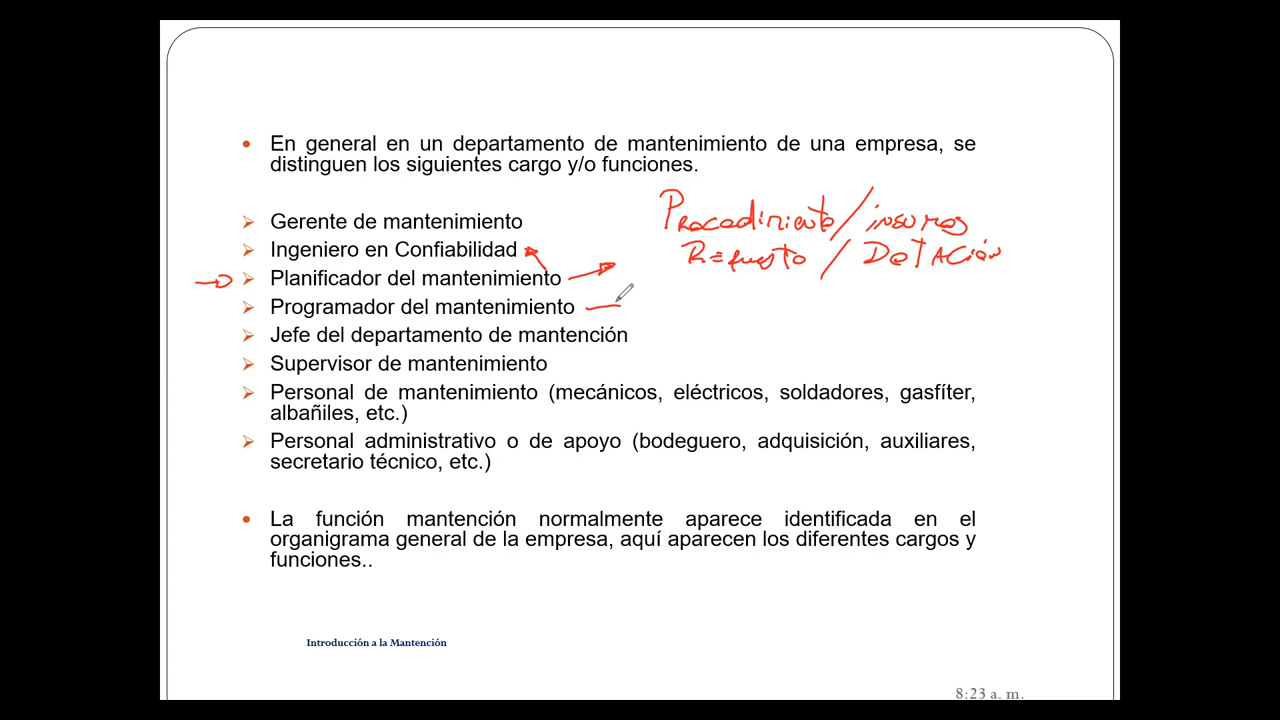 En general en un departamento de mantenimiento de una empresa, se
distinguen los siguientes cargo y/o funciones.
Procedimiento / insumos
Gerente de mantenimiento
Ingeniero en Confiabilidad
Repuesto / DOTACIÓN
Planificador del mantenimiento
Programador del mantenimiento
Jefe del departamento de mantención
Supervisor de mantenimiento
Personal de mantenimiento (mecánicos, eléctricos, soldadores, gasfíter,
albañiles, etc.)
Personal administrativo o de apoyo (bodeguero, adquisición, auxiliares,
secretario técnico, etc.)
La función mantención normalmente aparece identificada en el
organigrama general de la empresa, aquí aparecen los diferentes cargos y
funciones..
Introducción a la Mantención
8:23 a. m.